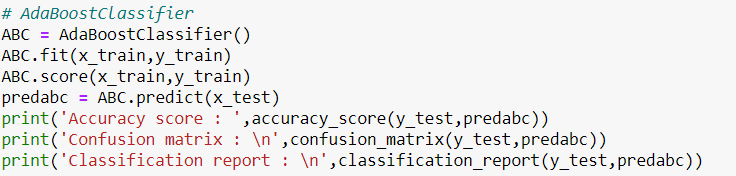 # AdaBoostClassifier
ABC = AdaBoostClassifier()
ABC.fit(x_train,y_train)
ABC.score(x_train,y_train)
predabc = ABC.predict(x_test)
print('Accuracy score : ',accuracy_score(y_test,predabc))
print('Confusion matrix : \n',confusion_matrix(y_test,predabc))
print('Classification report : \n',classification_report(y_test,predabc))